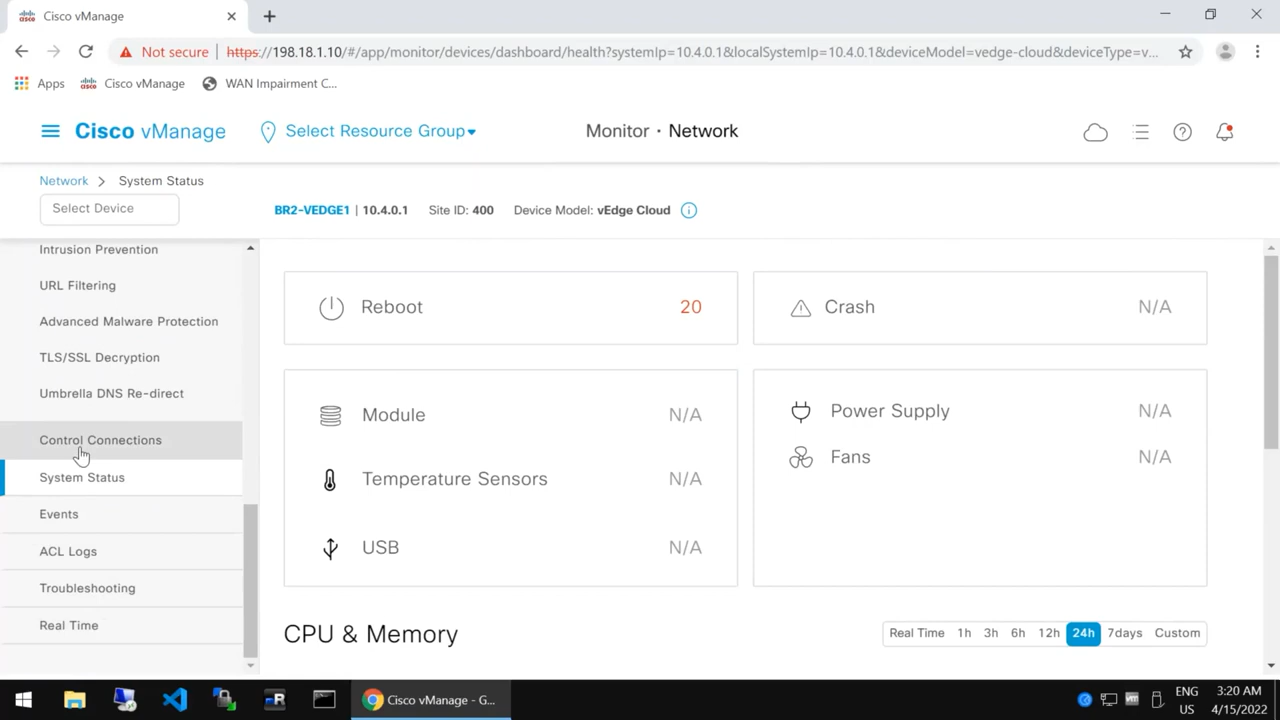 Cisco vManage
Not secure
https://198.18.1.10/#/app/monitor/devices/dashboard/health?systemIp=10.4.0.1&localSystemIp=10.4.0.1&deviceModel=vedge-cloud&deviceType=v...
Apps
Cisco vManage
WAN Impairment C...
Cisco vManage
Select Resource Group
Monitor · Network
Network > System Status
Select Device
BR2-VEDGE1 | 10.4.0.1 Site ID: 400 Device Model: vEdge Cloud
Intrusion Prevention
URL Filtering
Advanced Malware Protection
TLS/SSL Decryption
Umbrella DNS Re-direct
Control Connections
System Status
Events
ACL Logs
Troubleshooting
Real Time
Reboot 20
Crash N/A
Module N/A
Temperature Sensors N/A
USB N/A
Power Supply N/A
Fans N/A
CPU & Memory
Real Time 1h 3h 6h 12h 24h 7days Custom
Cisco vManage - G...
ENG
US
3:20 AM
4/15/2022